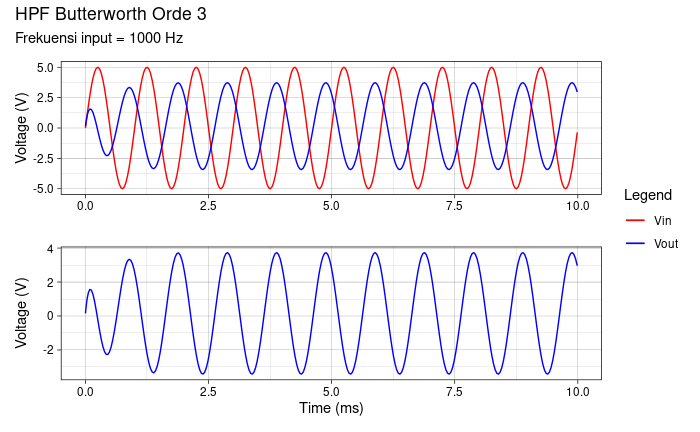 HPF Butterworth Orde 3
Frekuensi input = 1000 Hz
Voltage (V)
5.0
2.5
0.0
-2.5
-5.0
0.0 2.5 5.0 7.5 10.0
Legend
Vin
Vout
Voltage (V)
4
2
0
-2
0.0 2.5 5.0 7.5 10.0
Time (ms)